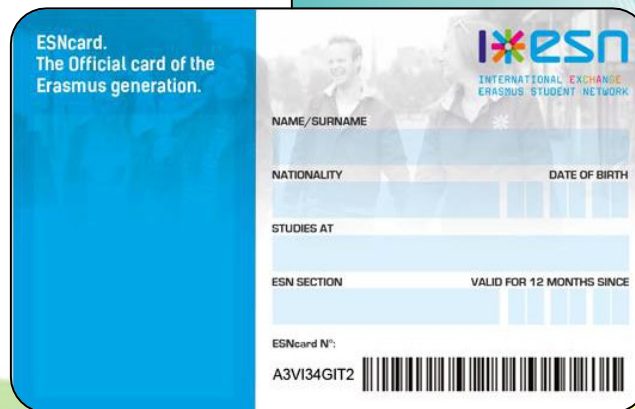 ESNcard.
The Official card of the
Erasmus generation.
esn
INTERNATIONAL EXCHANGE
ERASMUS STUDENT NETWORK
NAME/SURNAME
NATIONALITY DATE OF BIRTH
STUDIES AT
ESN SECTION VALID FOR 12 MONTHS SINCE
ESNcard N°:
A3VI34GIT2